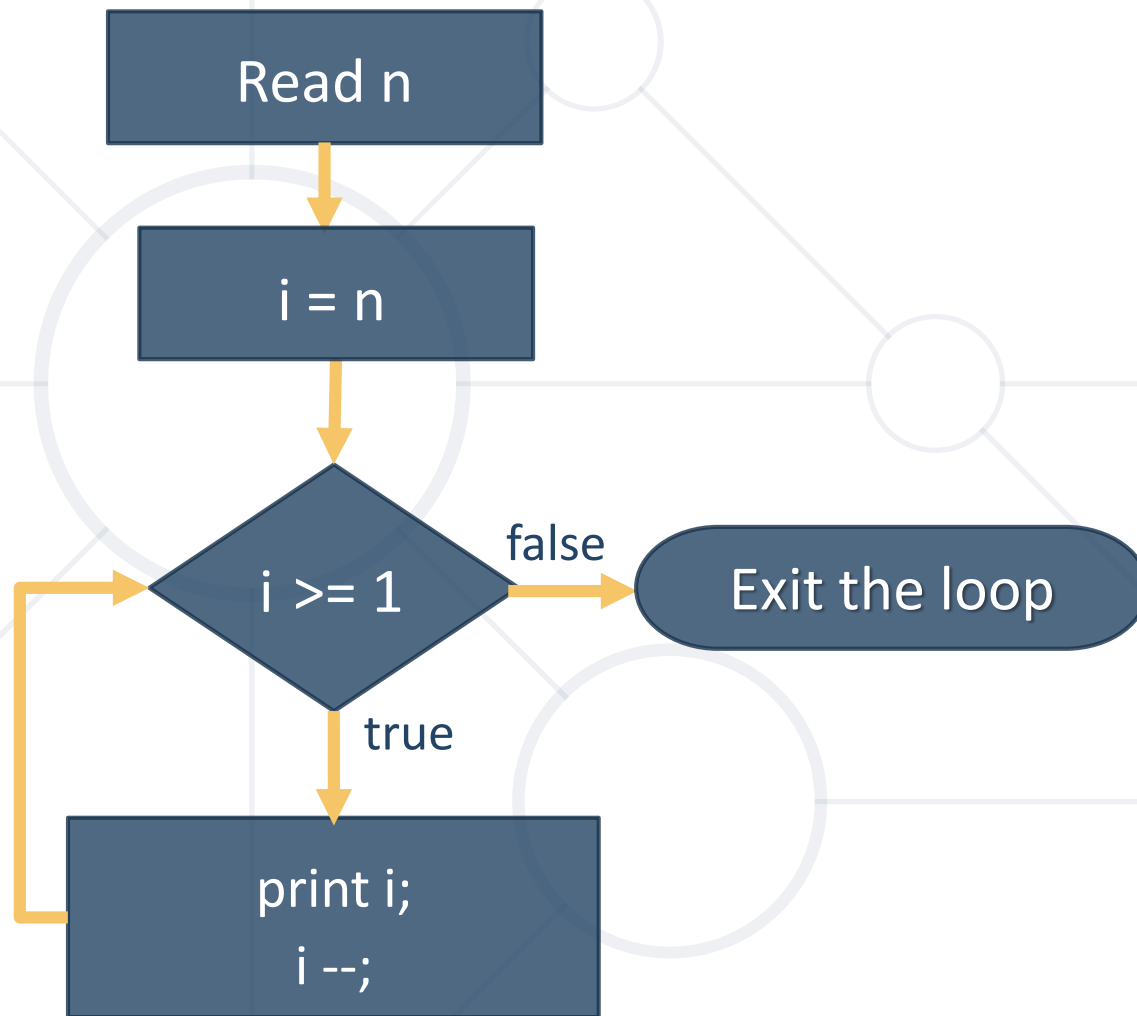 Read n
i = n
i >= 1
false
Exit the loop
true
print i;
i --;